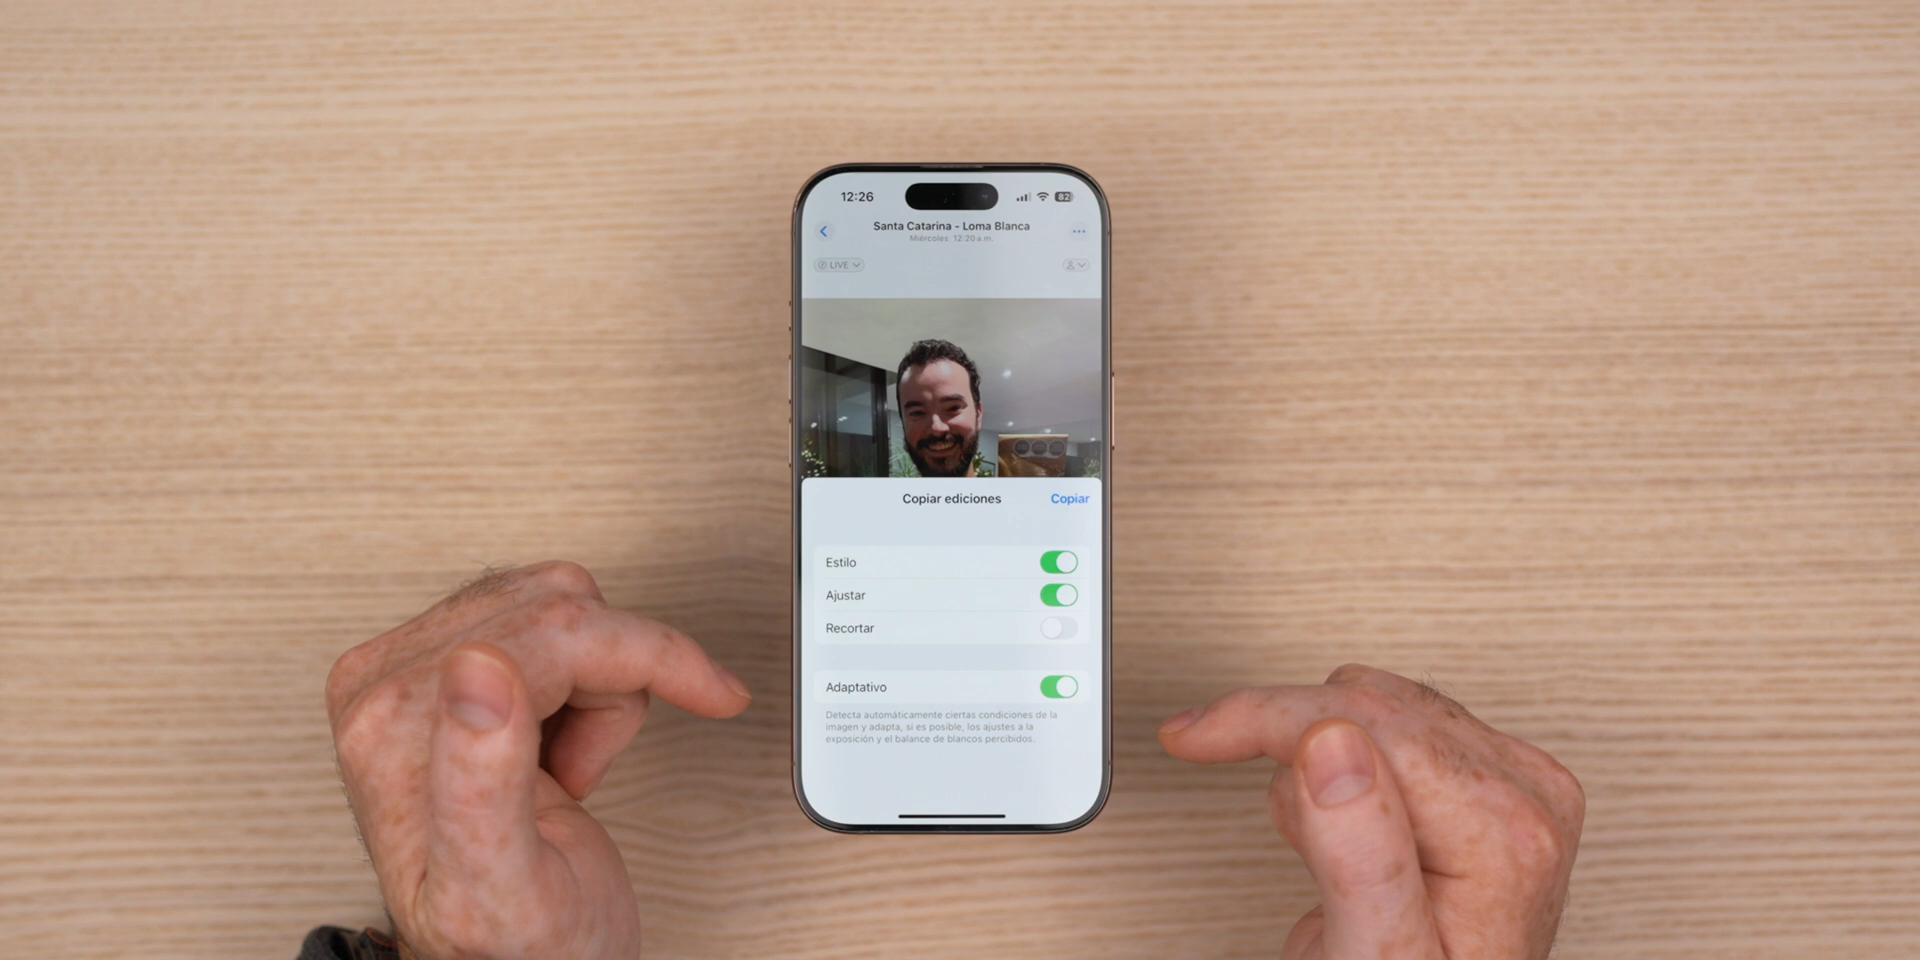 12:26
82
Santa Catarina - Loma Blanca
Miércoles 12:20 a.m.
LIVE
Copiar ediciones
Copiar
Estilo
Ajustar
Recortar
Adaptativo
Detecta automáticamente ciertas condiciones de la
imagen y adapta, si es posible, los ajustes a la
exposición y el balance de blancos percibidos.